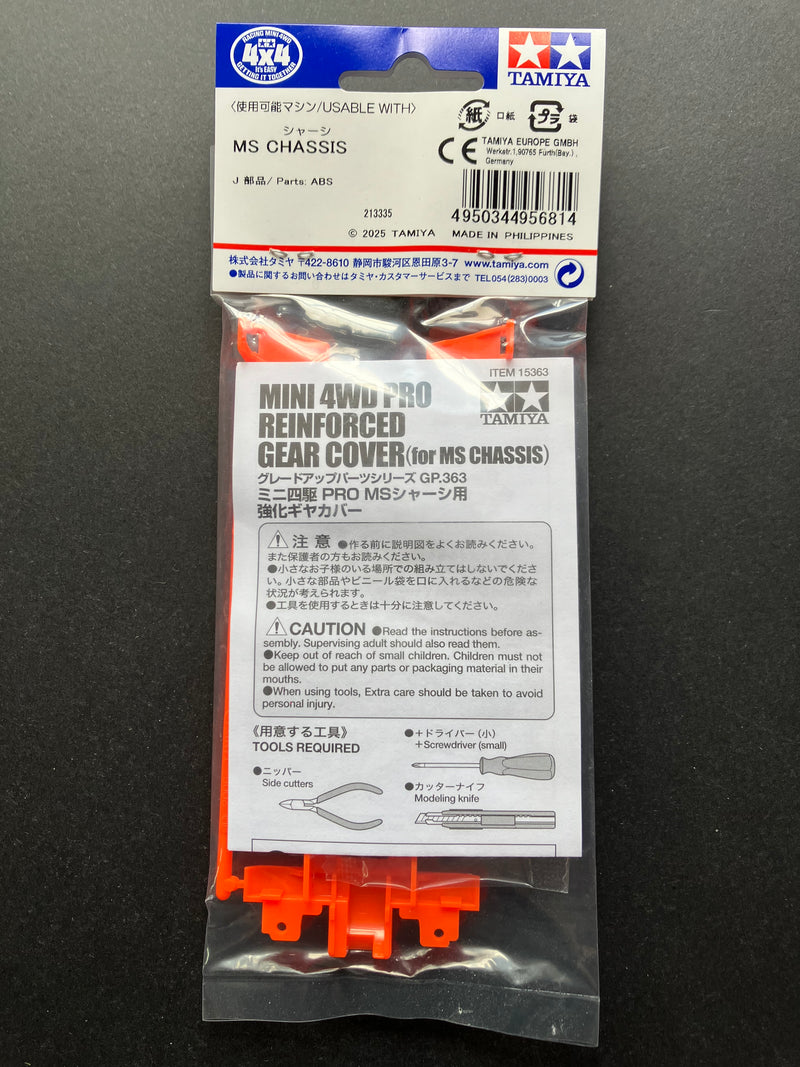 RACING MINI 4WD
4x4
It's EASY
GETTING IT TOGETHER
TAMIYA
〈使用可能マシン/USABLE WITH〉
シャーシ
MS CHASSIS
J 部品/ Parts: ABS
紙 口紙 プラ 袋
CE TAMIYA EUROPE GMBH
Werkstr.1,90765 Fürth(Bay.),
Germany
213335
4950344956814
© 2025 TAMIYA MADE IN PHILIPPINES
株式会社タミヤ 〒422-8610 静岡市駿河区恩田原3-7 www.tamiya.com
●製品に関するお問い合わせはタミヤ・カスタマーサービスまで TEL054(283)0003
ITEM 15363
MINI 4WD PRO
REINFORCED
GEAR COVER(for MS CHASSIS)
TAMIYA
グレードアップパーツシリーズ GP.363
ミニ四駆 PRO MSシャーシ用
強化ギヤカバー
注意 ●作る前に説明図をよくお読みください。
また保護者の方もお読みください。
●小さなお子様のいる場所での組み立てはしないでくださ
い。小さな部品やビニール袋を口に入れるなどの危険な
状況が考えられます。
●工具を使用するときは十分に注意してください。
CAUTION ●Read the instructions before as-
sembly. Supervising adult should also read them.
●Keep out of reach of small children. Children must not
be allowed to put any parts or packaging material in their
mouths.
●When using tools, Extra care should be taken to avoid
personal injury.
《用意する工具》
TOOLS REQUIRED
●＋ドライバー（小）
＋Screwdriver (small)
●ニッパー
Side cutters
●カッターナイフ
Modeling knife